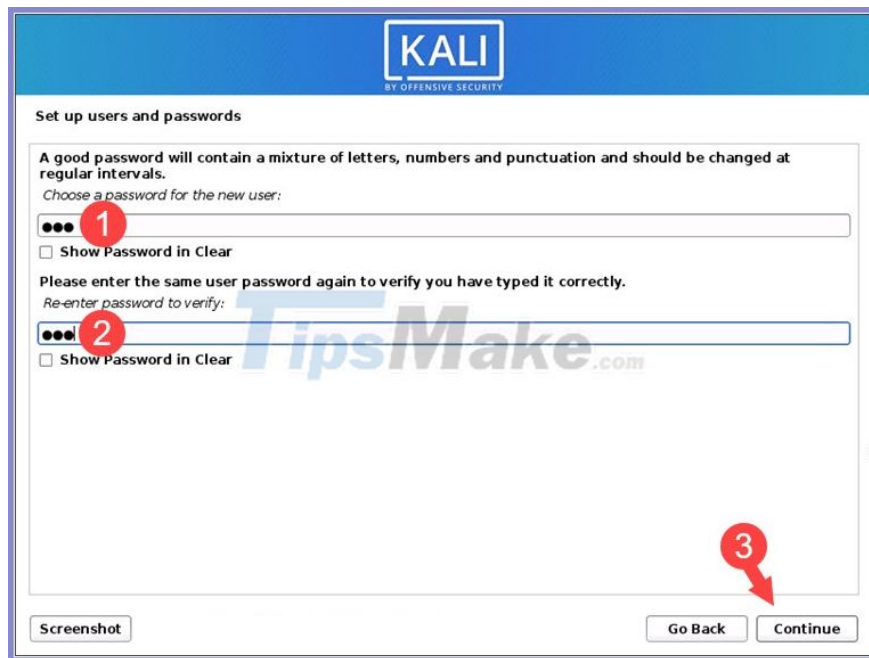 KALI
BY OFFENSIVE SECURITY
Set up users and passwords
A good password will contain a mixture of letters, numbers and punctuation and should be changed at
regular intervals.
Choose a password for the new user:
●●● 1
Show Password in Clear
Please enter the same user password again to verify you have typed it correctly.
Re-enter password to verify:
●●● 2
Show Password in Clear
TipsMake.com
3
Screenshot Go Back Continue